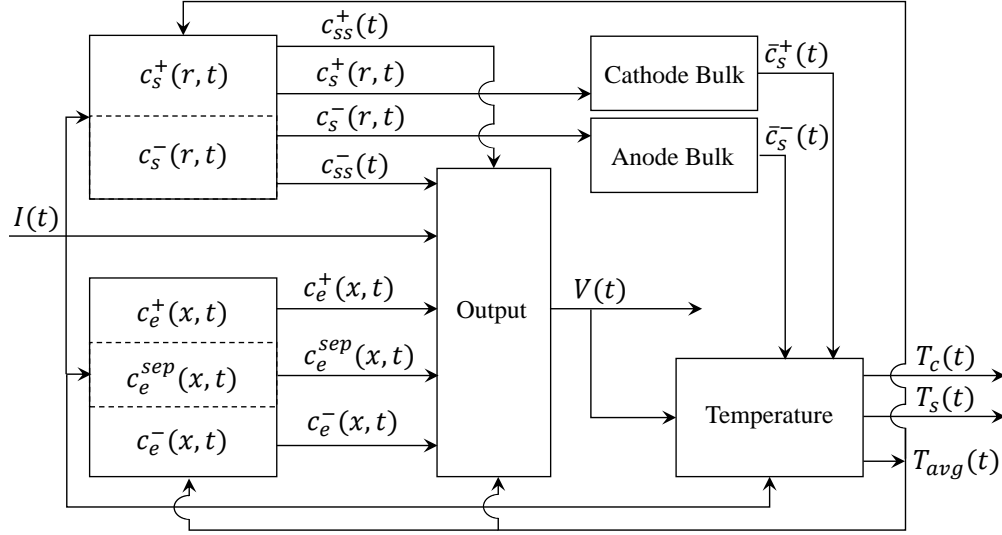 c_{ss}^+(t)
c_s^+(r, t)
c_s^+(r, t)
Cathode Bulk
\bar{c}_s^+(t)
c_s^-(r, t)
c_s^-(r, t)
Anode Bulk
\bar{c}_s^-(t)
c_{ss}^-(t)
I(t)
c_e^+(x, t)
c_e^+(x, t)
Output
V(t)
c_e^{sep}(x, t)
c_e^{sep}(x, t)
T_c(t)
Temperature
T_s(t)
c_e^-(x, t)
c_e^-(x, t)
T_{avg}(t)